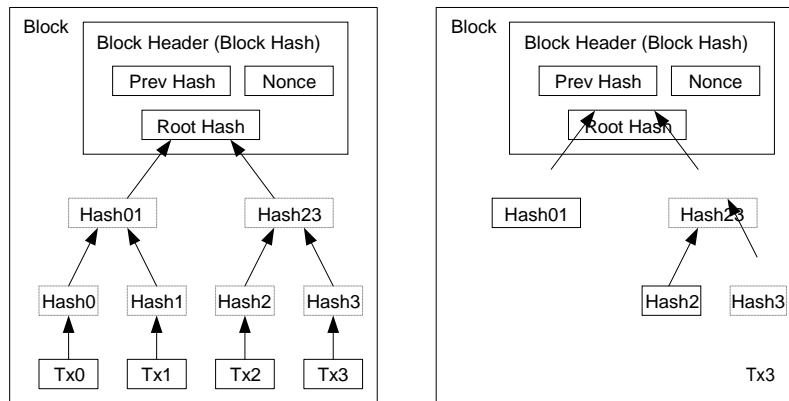 Block
Block Header (Block Hash)
Prev Hash
Nonce
Root Hash
Hash01
Hash23
Hash0
Hash1
Hash2
Hash3
Tx0
Tx1
Tx2
Tx3
Block
Block Header (Block Hash)
Prev Hash
Nonce
Root Hash
Hash01
Hash23
Hash2
Hash3
Tx3